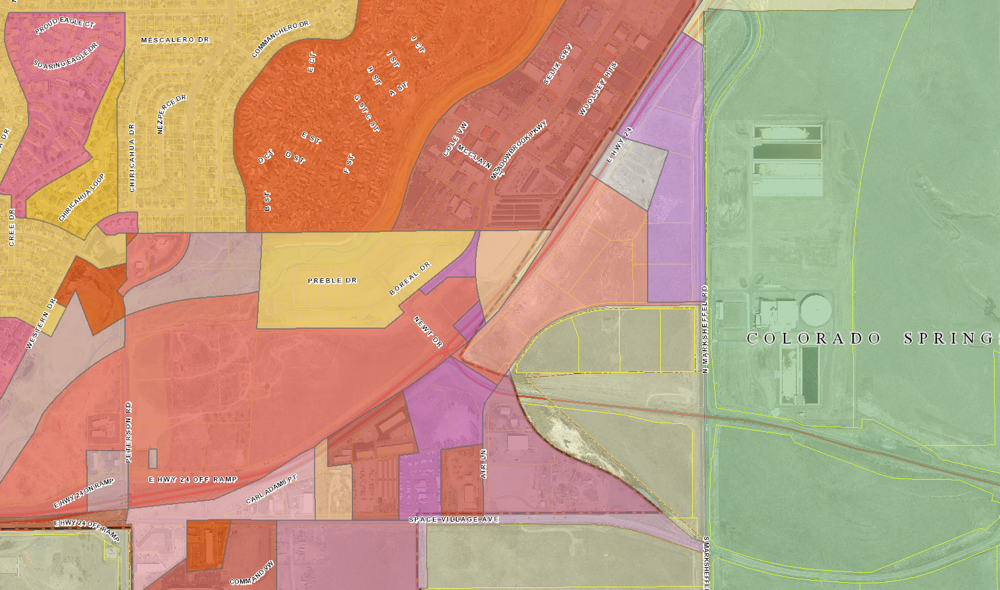 PROUD EAGLE CT
MESCALERO DR
COMMANCHERO DR
SOARING EAGLE DR
E CT
J CT
I ST
H ST
A ST
SELIX GRV
WOOLSEY HTS
NEZPERCE DR
G ST
C ST
A DR
CHIRICAHUA DR
E ST
D CT
D ST
F ST
COLE VW
MCCLAIN
MEADOWBROOK PKWY
E HWY 24
CHIRICAHUA LOOP
B ST
CREE DR
PREBLE DR
BOREAL DR
WESTERN DR
NEWT DR
N MARKSHEFFEL RD
COLORADO SPRING
PETERSON RD
AIR LN
E HWY 24 OFF RAMP
E HWY 24 ON RAMP
CARL ADAMS PT
SPACE VILLAGE AVE
E HWY 24 OFF RAMP
S MARKSHEFFE
COMMAND VW